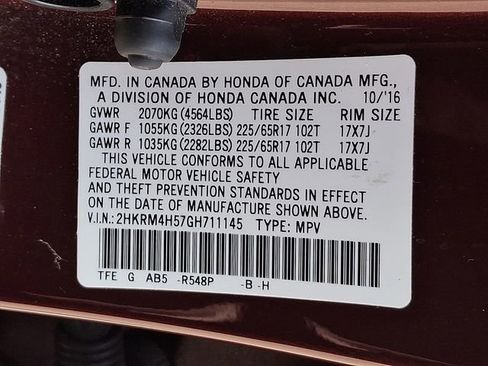 MFD. IN CANADA BY HONDA OF CANADA MFG.,
A DIVISION OF HONDA CANADA INC. 10/'16
GVWR 2070KG (4564LBS) TIRE SIZE RIM SIZE
GAWR F 1055KG (2326LBS) 225/65R17 102T 17X7J
GAWR R 1035KG (2282LBS) 225/65R17 102T 17X7J
THIS VEHICLE CONFORMS TO ALL APPLICABLE
FEDERAL MOTOR VEHICLE SAFETY
AND THEFT PREVENTION STANDARDS IN EFFECT
ON THE DATE OF MANUFACTURE SHOWN ABOVE.
V.I.N.: 2HKRM4H57GH711145 TYPE: MPV
TFE G AB5 -R548P -B -H